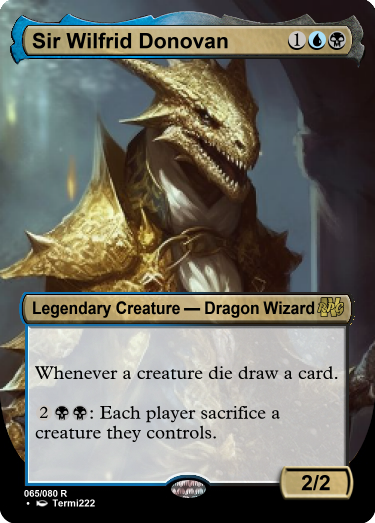 Sir Wilfrid Donovan 1
Legendary Creature — Dragon Wizard
Whenever a creature die draw a card.
2 : Each player sacrifice a
creature they controls.
2/2
065/080 R
• Termi222